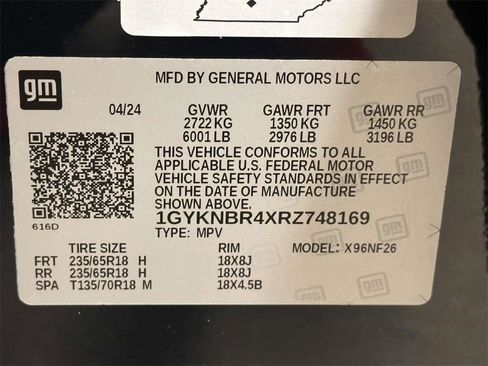 gm
MFD BY GENERAL MOTORS LLC
04/24 GVWR GAWR FRT GAWR RR
2722 KG 1350 KG 1450 KG
6001 LB 2976 LB 3196 LB
THIS VEHICLE CONFORMS TO ALL
APPLICABLE U.S. FEDERAL MOTOR
VEHICLE SAFETY STANDARDS IN EFFECT
ON THE DATE OF MANUFACTURE
SHOWN ABOVE.
1GYKNBR4XRZ748169
616D
TYPE: MPV
TIRE SIZE RIM MODEL: X96NF26
FRT 235/65R18 H 18X8J
RR 235/65R18 H 18X8J
SPA T135/70R18 M 18X4.5B
gm
gm